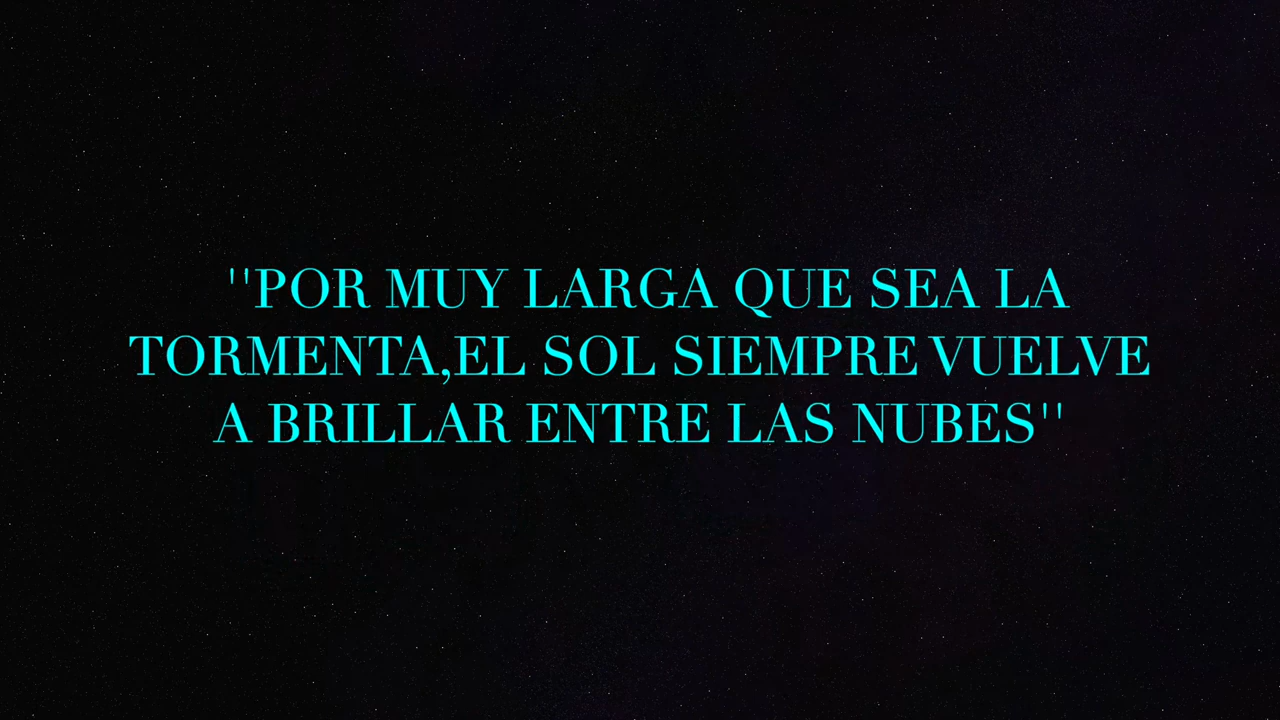 ''POR MUY LARGA QUE SEA LA
TORMENTA,EL SOL SIEMPRE VUELVE
A BRILLAR ENTRE LAS NUBES''